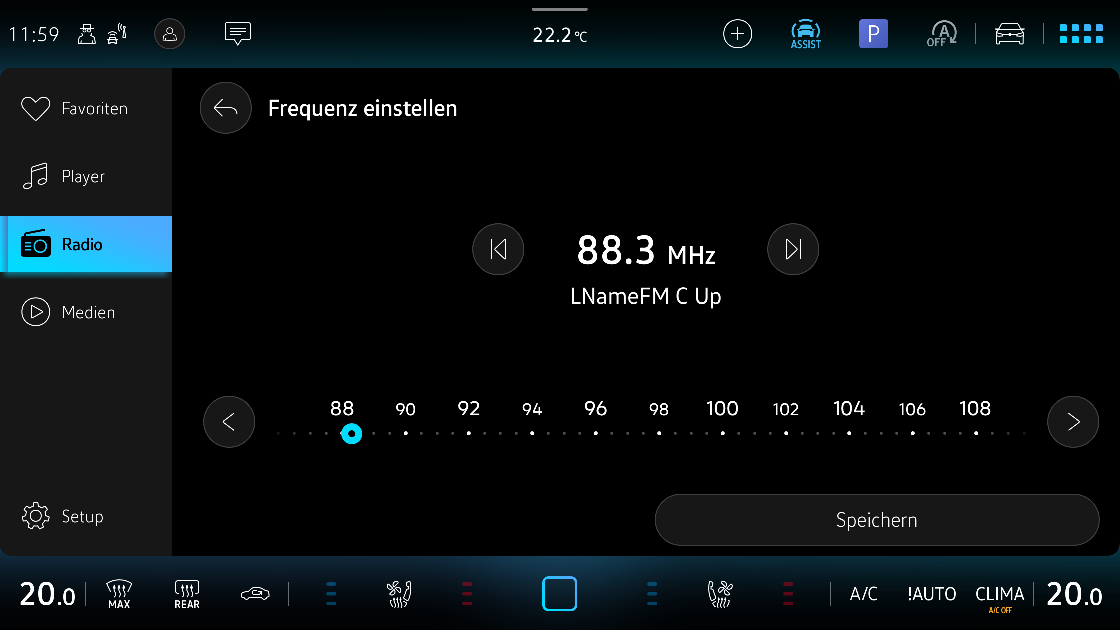 11:59
22.2°C
ASSIST
P
A
OFF
Favoriten
Frequenz einstellen
Player
Radio
88.3 MHz
LNameFM C Up
Medien
88 90 92 94 96 98 100 102 104 106 108
Setup
Speichern
20.0
MAX
REAR
A/C
!AUTO
CLIMA
A/C OFF
20.0